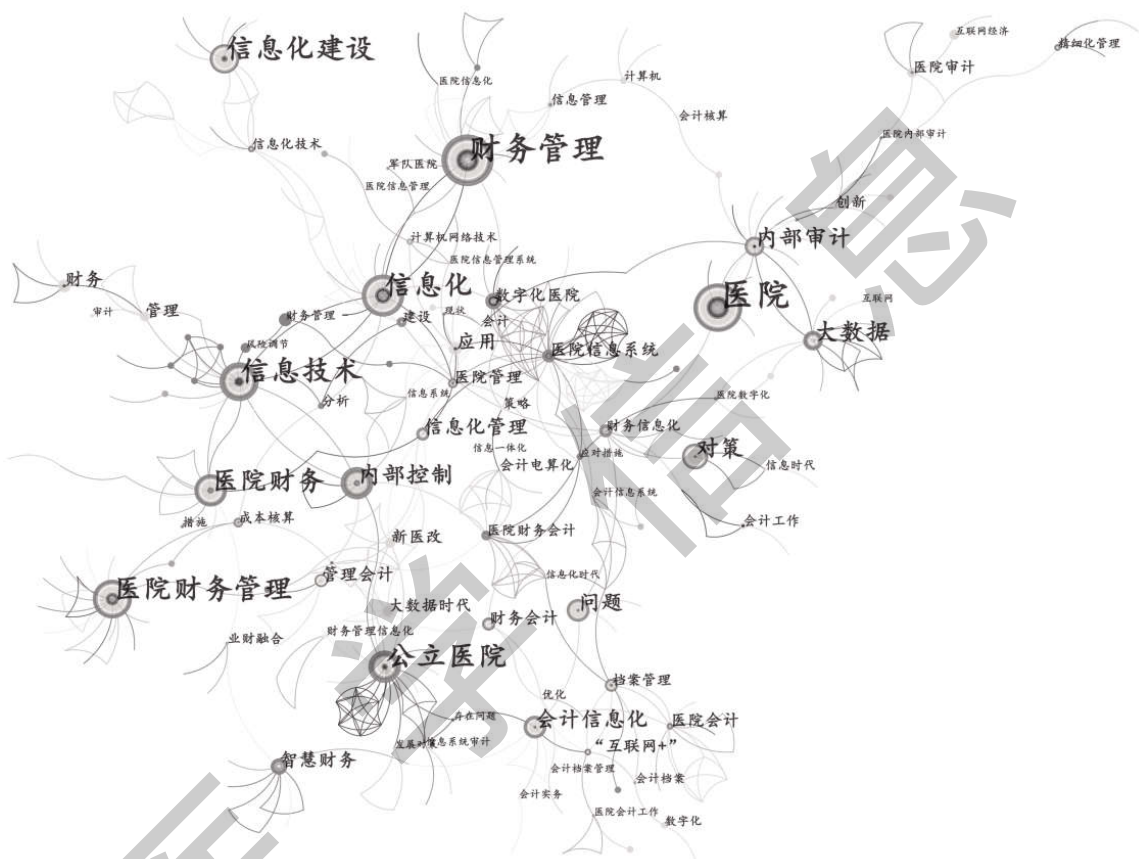 信息化建设
互联网经济
精细化管理
医院审计
医院信息化
计算机
信息管理
会计核算
医院内部审计
信息化技术
财务管理
军队医院
医院信息管理
创新
计算机网络技术
内部审计
医院信息管理系统
财务
信息化
数字化医院
医院
互联网
审计
管理
财务管理
建设
现状
会计
大数据
风险调节
应用
医院信息系统
信息技术
医院管理
分析
信息系统
策略
医院数字化
信息化管理
财务信息化
信息一体化
对策
应对措施
会计电算化
信息时代
医院财务
内部控制
会计信息系统
措施
成本核算
会计工作
新医改
医院财务会计
管理会计
信息化时代
医院财务管理
大数据时代
问题
财务会计
财务管理信息化
业财融合
公立医院
档案管理
优化
存在问题
会计信息化
医院会计
发展对策
信息系统审计
“互联网+”
智慧财务
会计档案管理
会计档案
会计实务
医院会计工作
数字化
医学信息